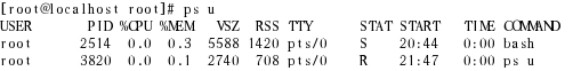 [root@localhost root]# ps u
USER PID %CPU %MEM VSZ RSS TTY STAT START TIME COMMAND
root 2514 0.0 0.3 5588 1420 pts/0 S 20:44 0:00 bash
root 3820 0.0 0.1 2740 708 pts/0 R 21:47 0:00 ps u